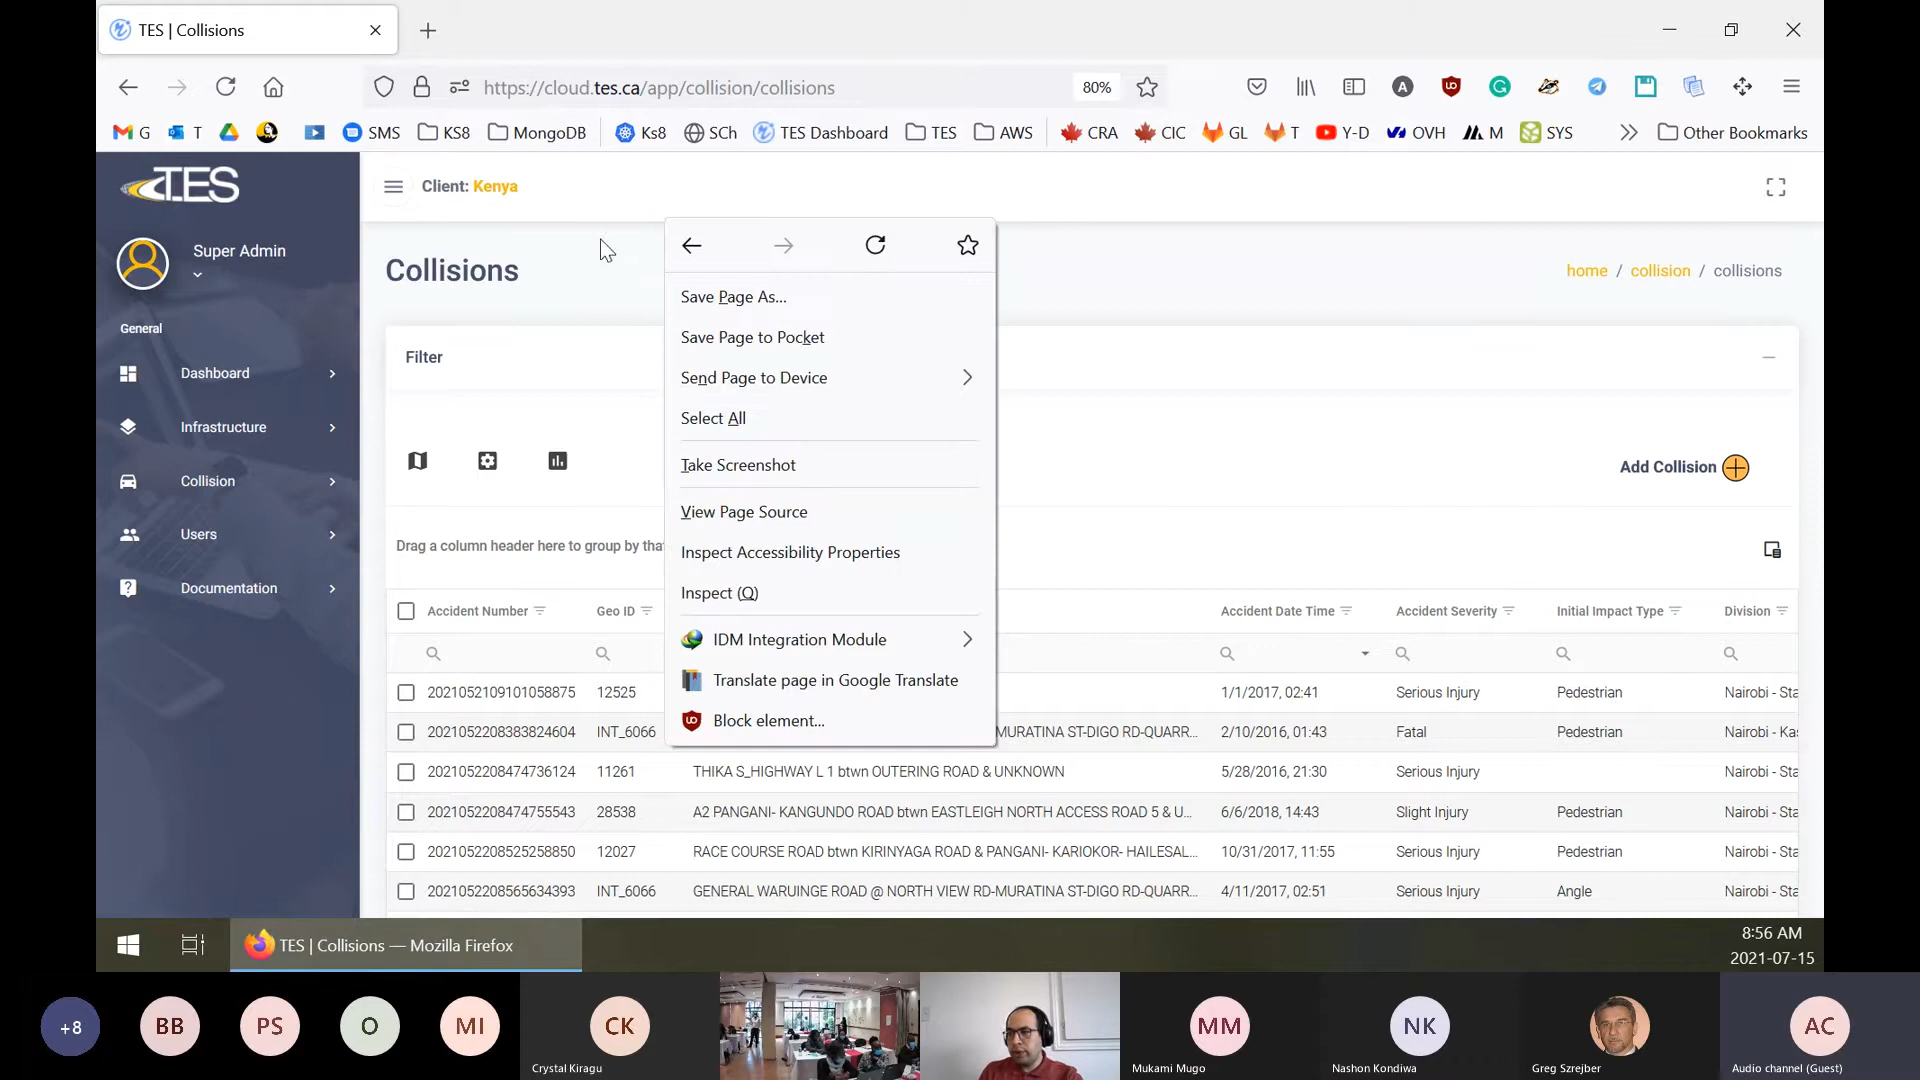 TES | Collisions
https://cloud.tes.ca/app/collision/collisions
80%
G
T
SMS
KS8
MongoDB
Ks8
SCh
TES Dashboard
TES
AWS
CRA
CIC
GL
T
Y-D
OVH
M
SYS
Other Bookmarks
TES
Client: Kenya
Super Admin
Collisions
home / collision / collisions
General
Dashboard
Infrastructure
Collision
Users
Documentation
Filter
Save Page As...
Save Page to Pocket
Send Page to Device
Select All
Take Screenshot
View Page Source
Inspect Accessibility Properties
Inspect (Q)
IDM Integration Module
Translate page in Google Translate
Block element...
Add Collision
Drag a column header here to group by tha
Accident Number Geo ID Accident Date Time Accident Severity Initial Impact Type Division
2021052109101058875 12525 1/1/2017, 02:41 Serious Injury Pedestrian Nairobi - Sta
2021052208383824604 INT_6066 MURATINA ST-DIGO RD-QUARR... 2/10/2016, 01:43 Fatal Pedestrian Nairobi - Kas
2021052208474736124 11261 THIKA S_HIGHWAY L 1 btwn OUTERING ROAD & UNKNOWN 5/28/2016, 21:30 Serious Injury Nairobi - Sta
2021052208474755543 28538 A2 PANGANI- KANGUNDO ROAD btwn EASTLEIGH NORTH ACCESS ROAD 5 & U... 6/6/2018, 14:43 Slight Injury Pedestrian Nairobi - Sta
2021052208525258850 12027 RACE COURSE ROAD btwn KIRINYAGA ROAD & PANGANI- KARIOKOR- HAILESAL... 10/31/2017, 11:55 Serious Injury Pedestrian Nairobi - Sta
2021052208565634393 INT_6066 GENERAL WARUINGE ROAD @ NORTH VIEW RD-MURATINA ST-DIGO RD-QUARR... 4/11/2017, 02:51 Serious Injury Angle Nairobi - Sta
TES | Collisions — Mozilla Firefox
8:56 AM
2021-07-15
+8
BB
PS
O
MI
CK
Crystal Kiragu
MM
Mukami Mugo
NK
Nashon Kondiwa
Greg Szrejber
AC
Audio channel (Guest)